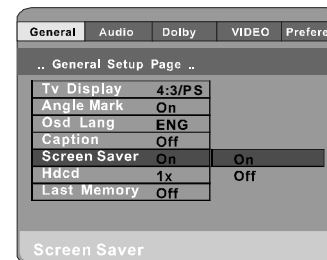 General Audio Dolby VIDEO Prefere
.. General Setup Page ..
Tv Display 4:3/PS
Angle Mark On
Osd Lang ENG
Caption Off
Screen Saver On On
Hdcd 1x Off
Last Memory Off
Screen Saver